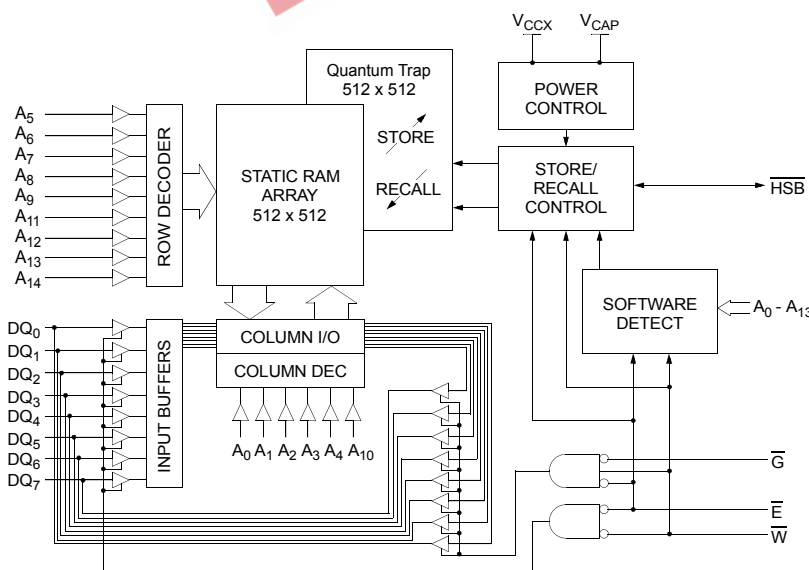 V_CCX V_CAP
Quantum Trap
512 x 512
POWER
CONTROL
A5
A6
A7
A8
A9
A11
A12
A13
A14
ROW DECODER
STORE
RECALL
STATIC RAM
ARRAY
512 x 512
STORE/
RECALL
CONTROL
HSB
SOFTWARE
DETECT
A0 - A13
DQ0
DQ1
DQ2
DQ3
DQ4
DQ5
DQ6
DQ7
INPUT BUFFERS
COLUMN I/O
COLUMN DEC
A0 A1 A2 A3 A4 A10
G
E
W